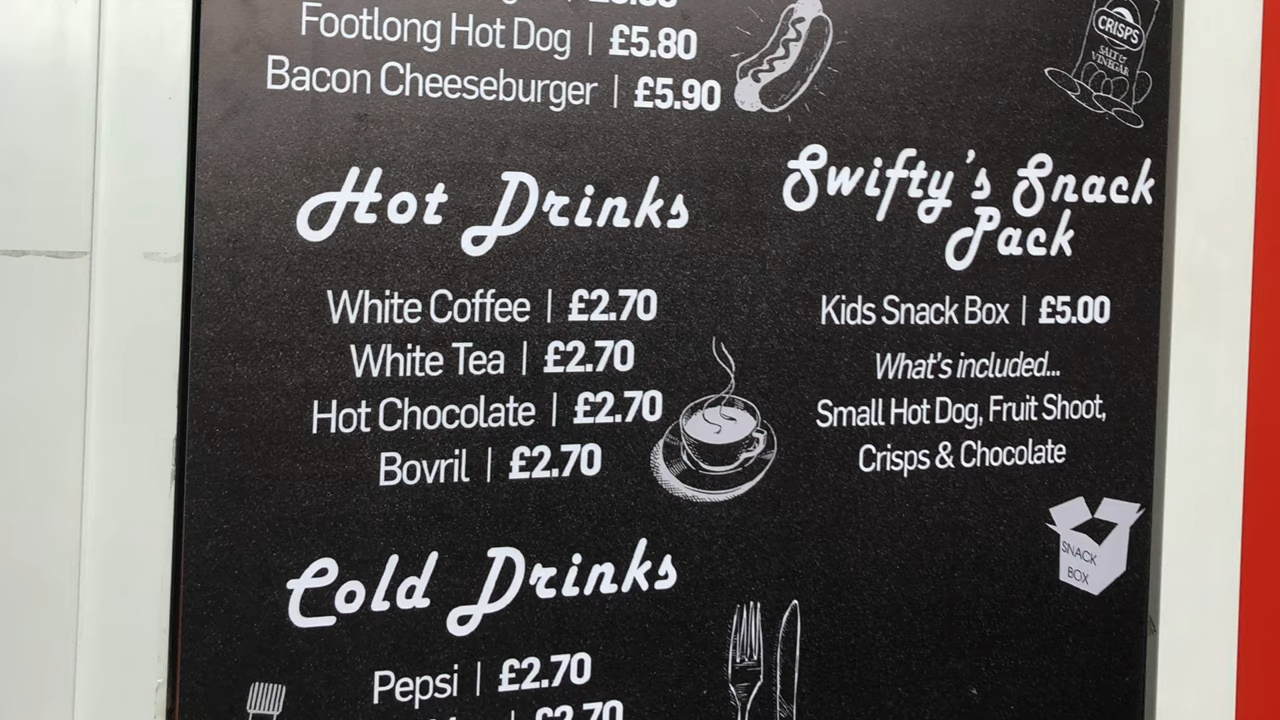 Footlong Hot Dog | £5.80
Bacon Cheeseburger | £5.90
CRISPS
SALT &
VINEGAR
Hot Drinks
White Coffee | £2.70
White Tea | £2.70
Hot Chocolate | £2.70
Bovril | £2.70
Swifty's Snack
Pack
Kids Snack Box | £5.00
What's included...
Small Hot Dog, Fruit Shoot,
Crisps & Chocolate
SNACK
BOX
Cold Drinks
Pepsi | £2.70
£2.70